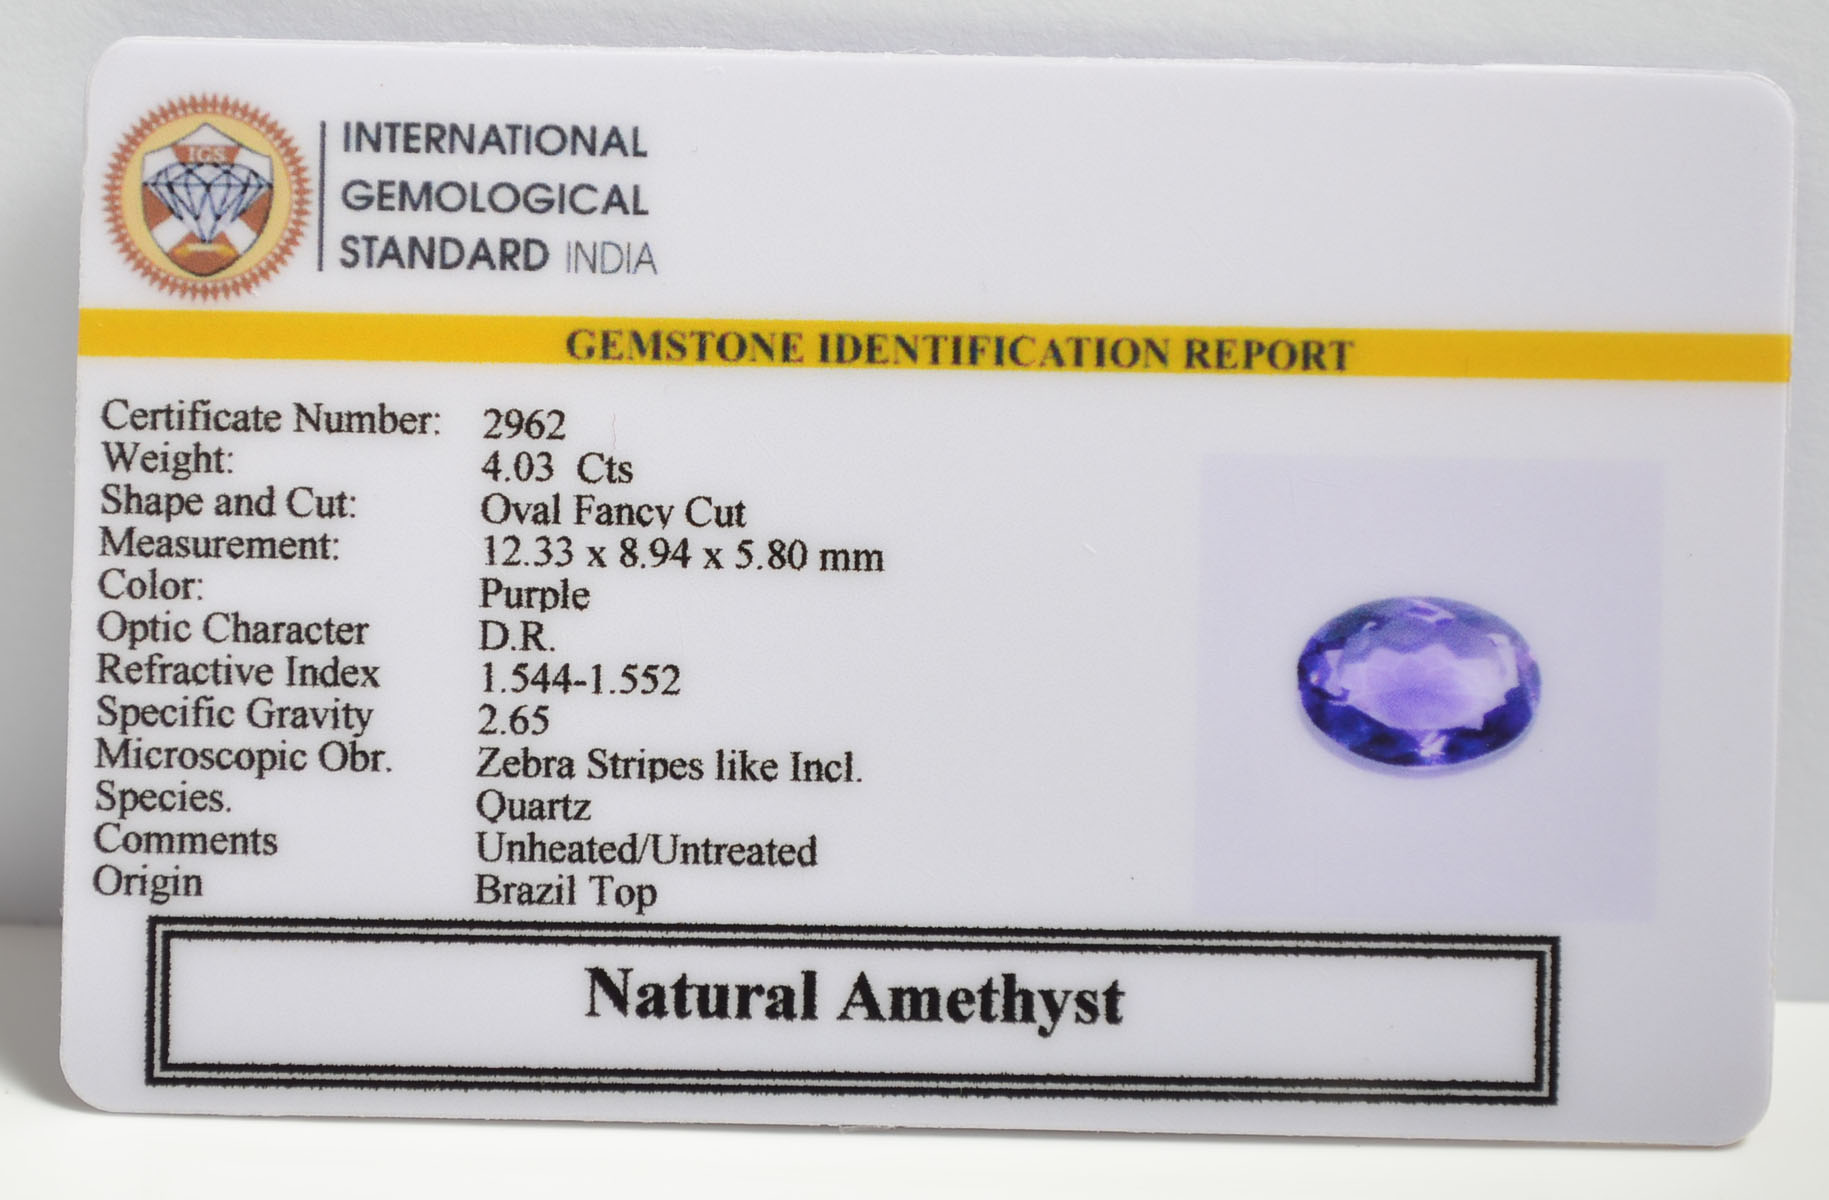 IGS
INTERNATIONAL
GEMOLOGICAL
STANDARD INDIA
GEMSTONE IDENTIFICATION REPORT
Certificate Number: 2962
Weight: 4.03 Cts
Shape and Cut: Oval Fancy Cut
Measurement: 12.33 x 8.94 x 5.80 mm
Color: Purple
Optic Character D.R.
Refractive Index 1.544-1.552
Specific Gravity 2.65
Microscopic Obr. Zebra Stripes like Incl.
Species. Quartz
Comments Unheated/Untreated
Origin Brazil Top
Natural Amethyst